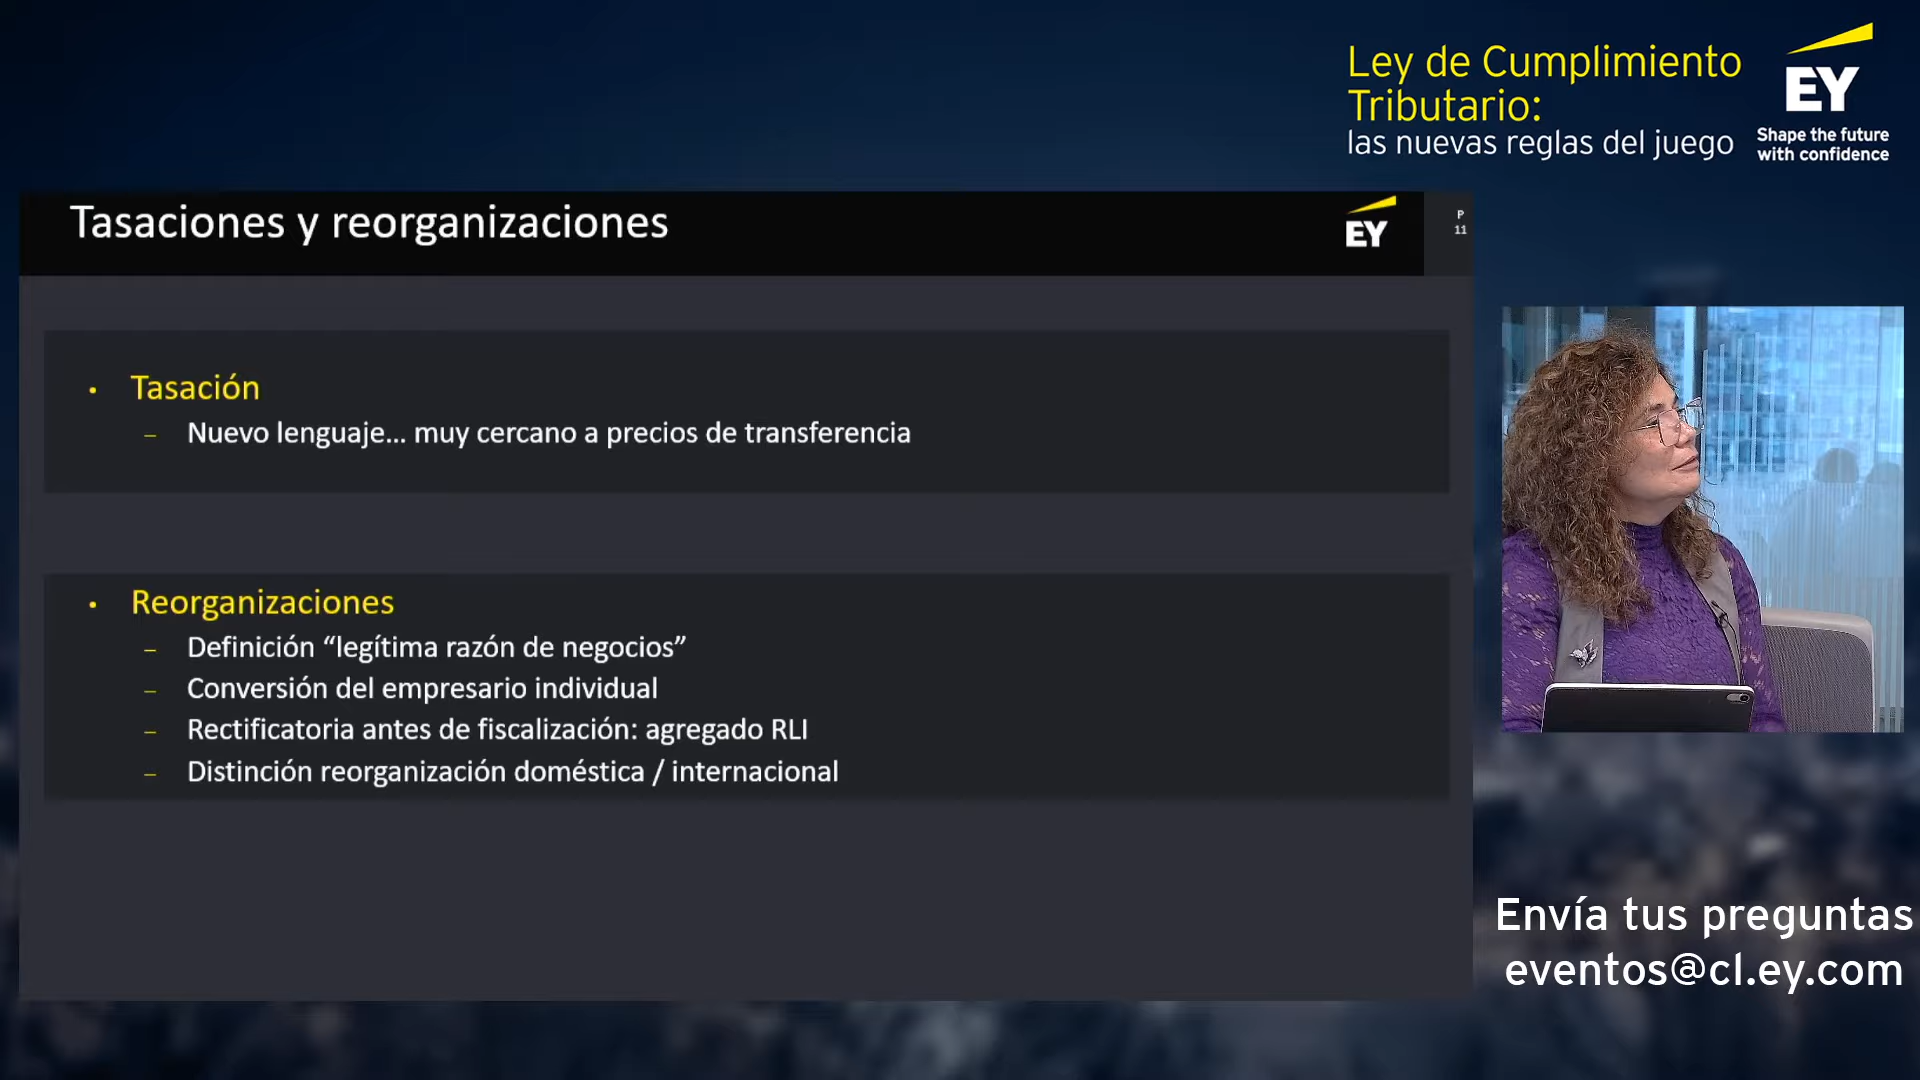 Ley de Cumplimiento
Tributario:
las nuevas reglas del juego
EY
Shape the future
with confidence
Tasaciones y reorganizaciones
EY
P
11
• Tasación
– Nuevo lenguaje... muy cercano a precios de transferencia
• Reorganizaciones
– Definición “legítima razón de negocios”
– Conversión del empresario individual
– Rectificatoria antes de fiscalización: agregado RLI
– Distinción reorganización doméstica / internacional
Envía tus preguntas
eventos@cl.ey.com